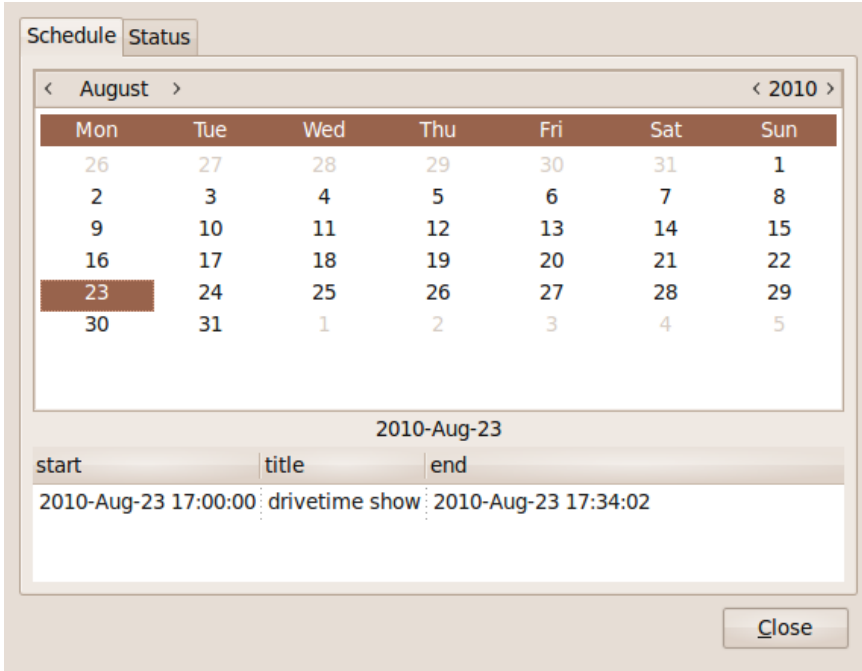 Schedule Status
< August > < 2010 >
Mon Tue Wed Thu Fri Sat Sun
26 27 28 29 30 31 1
2 3 4 5 6 7 8
9 10 11 12 13 14 15
16 17 18 19 20 21 22
23 24 25 26 27 28 29
30 31 1 2 3 4 5
2010-Aug-23
start title end
2010-Aug-23 17:00:00 drivetime show 2010-Aug-23 17:34:02
Close